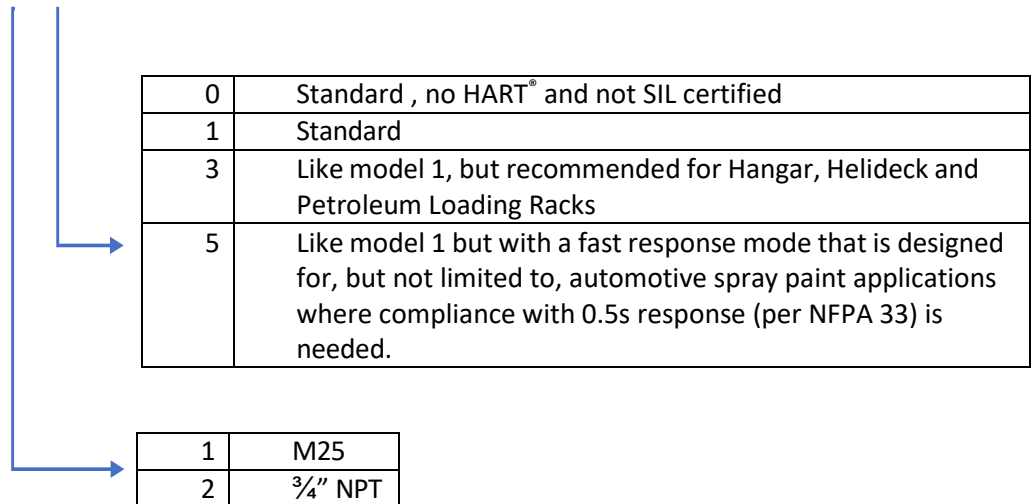 0 Standard , no HART® and not SIL certified
1 Standard
3 Like model 1, but recommended for Hangar, Helideck and
Petroleum Loading Racks
5 Like model 1 but with a fast response mode that is designed
for, but not limited to, automotive spray paint applications
where compliance with 0.5s response (per NFPA 33) is
needed.
1 M25
2 ¾” NPT